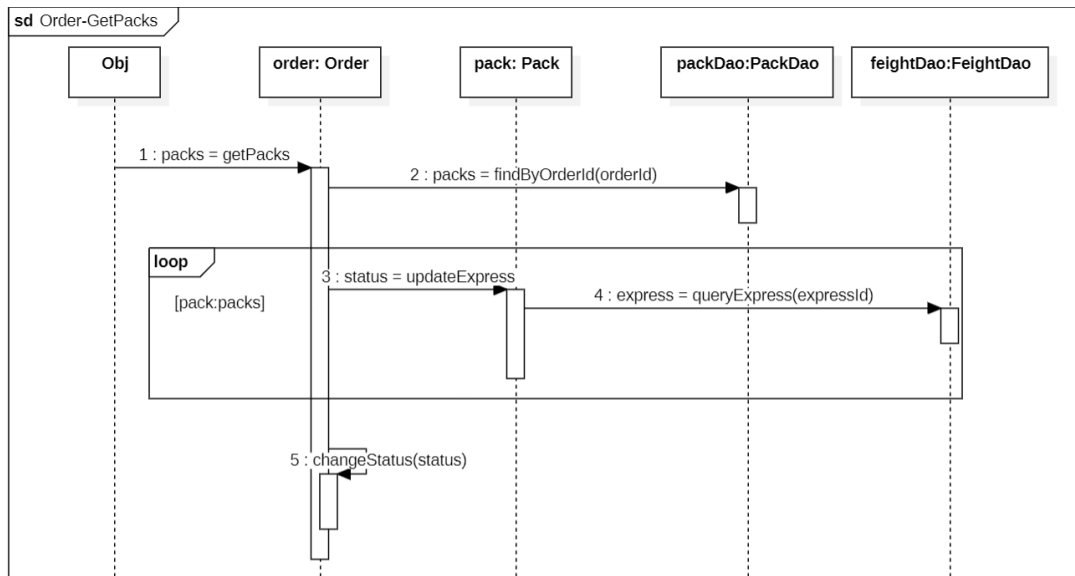 sd Order-GetPacks
Obj
order: Order
pack: Pack
packDao:PackDao
feightDao:FeightDao
1 : packs = getPacks
2 : packs = findByOrderId(orderId)
loop
3 : status = updateExpress
[pack:packs]
4 : express = queryExpress(expressId)
5 : changeStatus(status)